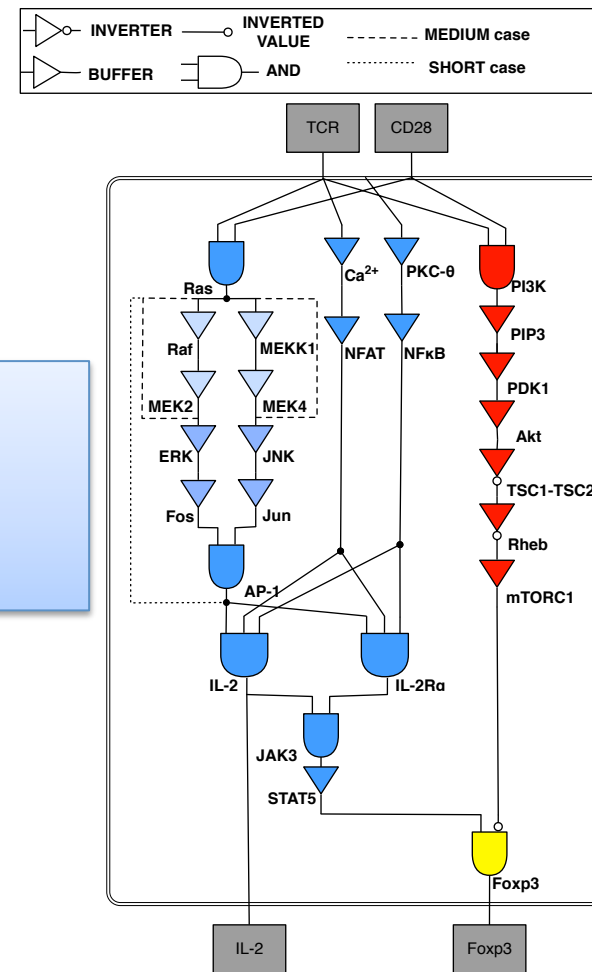 INVERTER
INVERTED
VALUE
MEDIUM case
BUFFER
AND
SHORT case
TCR
CD28
Ras
Ca2+
PKC-θ
PI3K
Raf
MEKK1
NFAT
NFκB
PIP3
PDK1
MEK2
MEK4
Akt
ERK
JNK
TSC1-TSC2
Fos
Jun
Rheb
AP-1
mTORC1
IL-2
IL-2Rα
JAK3
STAT5
Foxp3
IL-2
Foxp3